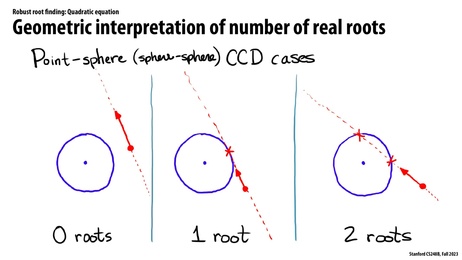 Robust root finding: Quadratic equation
Geometric interpretation of number of real roots
Point-sphere (sphere-sphere) CCD cases
0 roots
1 root
2 roots
Stanford CS248B, Fall 2023